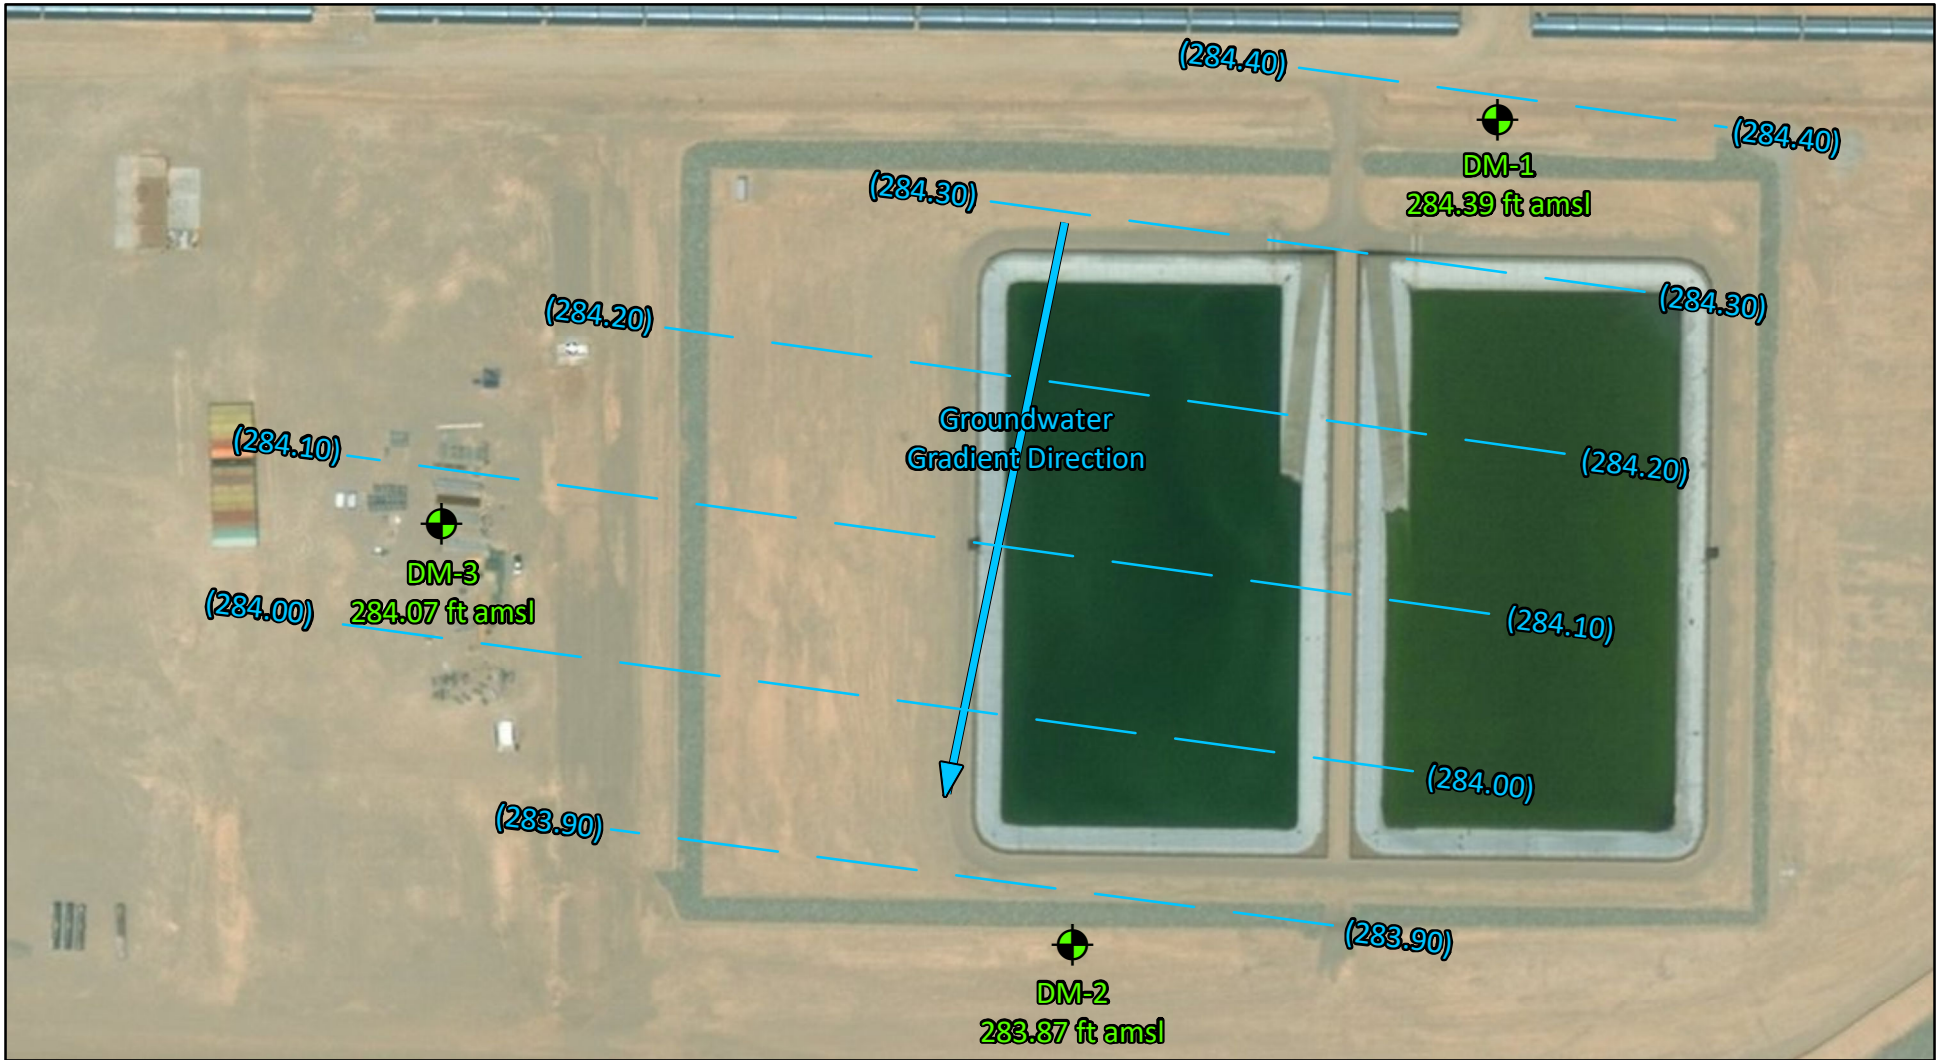 (284.40)
(284.40)
DM-1
284.39 ft amsl
(284.30)
(284.30)
(284.20)
Groundwater
Gradient Direction
(284.20)
(284.10)
DM-3
284.07 ft amsl
(284.10)
(284.00)
(284.00)
(283.90)
(283.90)
DM-2
283.87 ft amsl